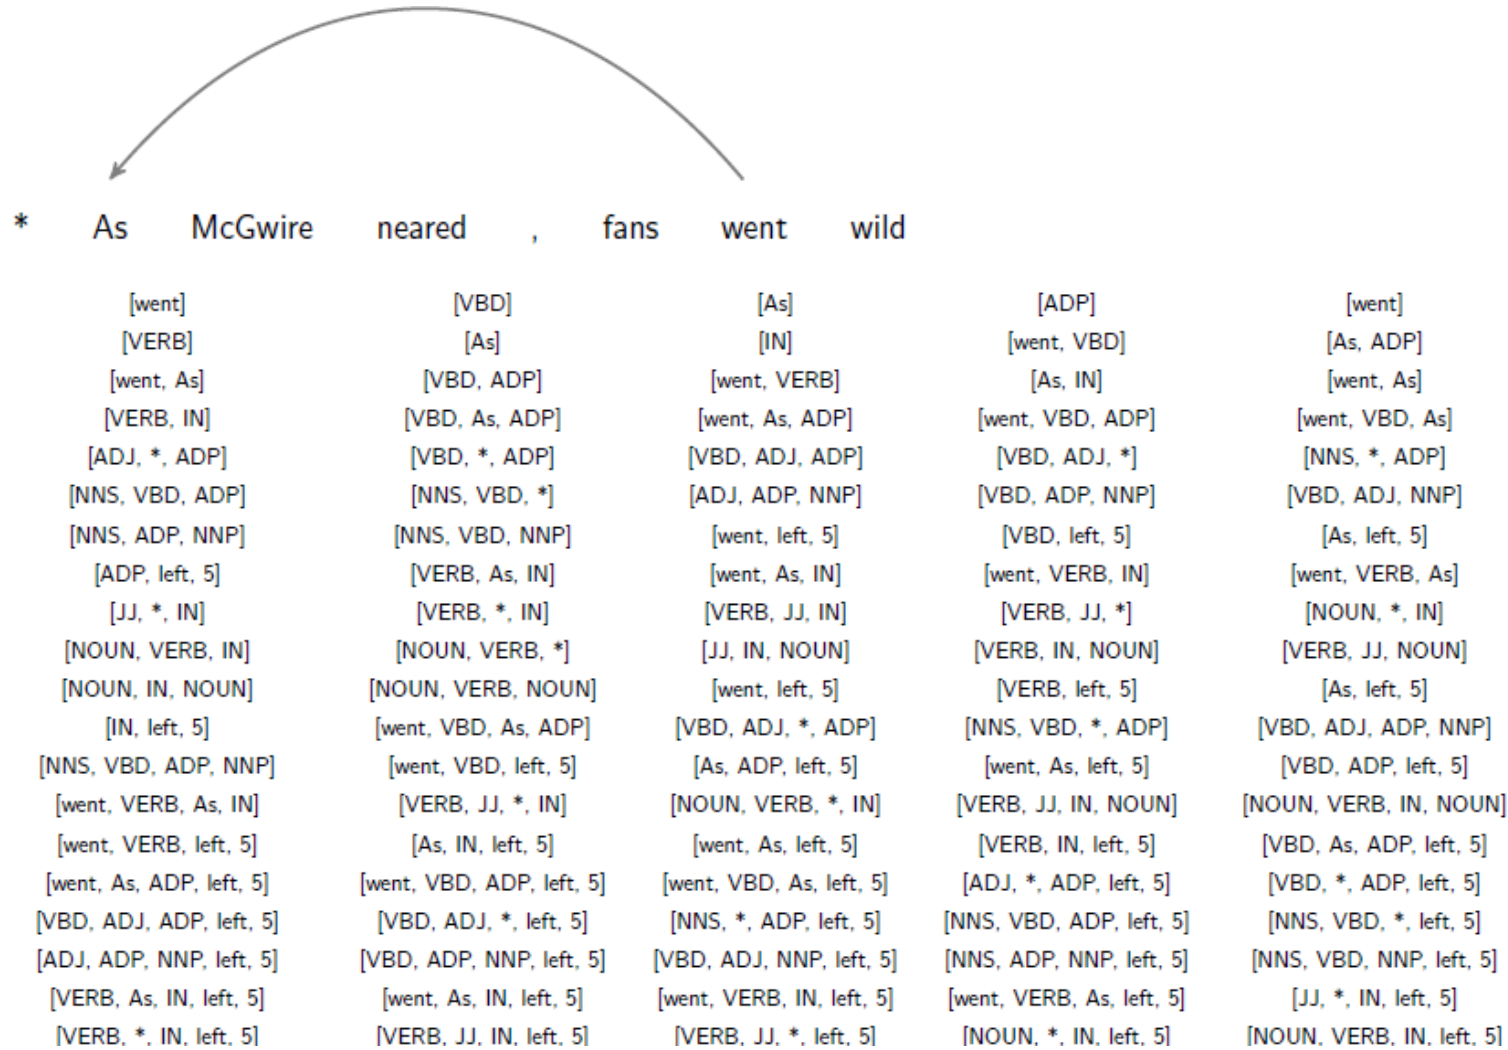 * As McGwire neared , fans went wild
[went] [VBD] [As] [ADP] [went]
[VERB] [As] [IN] [went, VBD] [As, ADP]
[went, As] [VBD, ADP] [went, VERB] [As, IN] [went, As]
[VERB, IN] [VBD, As, ADP] [went, As, ADP] [went, VBD, ADP] [went, VBD, As]
[ADJ, *, ADP] [VBD, *, ADP] [VBD, ADJ, ADP] [VBD, ADJ, *] [NNS, *, ADP]
[NNS, VBD, ADP] [NNS, VBD, *] [ADJ, ADP, NNP] [VBD, ADP, NNP] [VBD, ADJ, NNP]
[NNS, ADP, NNP] [NNS, VBD, NNP] [went, left, 5] [VBD, left, 5] [As, left, 5]
[ADP, left, 5] [VERB, As, IN] [went, As, IN] [went, VERB, IN] [went, VERB, As]
[JJ, *, IN] [VERB, *, IN] [VERB, JJ, IN] [VERB, JJ, *] [NOUN, *, IN]
[NOUN, VERB, IN] [NOUN, VERB, *] [JJ, IN, NOUN] [VERB, IN, NOUN] [VERB, JJ, NOUN]
[NOUN, IN, NOUN] [NOUN, VERB, NOUN] [went, left, 5] [VERB, left, 5] [As, left, 5]
[IN, left, 5] [went, VBD, As, ADP] [VBD, ADJ, *, ADP] [NNS, VBD, *, ADP] [VBD, ADJ, ADP, NNP]
[NNS, VBD, ADP, NNP] [went, VBD, left, 5] [As, ADP, left, 5] [went, As, left, 5] [VBD, ADP, left, 5]
[went, VERB, As, IN] [VERB, JJ, *, IN] [NOUN, VERB, *, IN] [VERB, JJ, IN, NOUN] [NOUN, VERB, IN, NOUN]
[went, VERB, left, 5] [As, IN, left, 5] [went, As, left, 5] [VERB, IN, left, 5] [VBD, As, ADP, left, 5]
[went, As, ADP, left, 5] [went, VBD, ADP, left, 5] [went, VBD, As, left, 5] [ADJ, *, ADP, left, 5] [VBD, *, ADP, left, 5]
[VBD, ADJ, ADP, left, 5] [VBD, ADJ, *, left, 5] [NNS, *, ADP, left, 5] [NNS, VBD, ADP, left, 5] [NNS, VBD, *, left, 5]
[ADJ, ADP, NNP, left, 5] [VBD, ADP, NNP, left, 5] [VBD, ADJ, NNP, left, 5] [NNS, ADP, NNP, left, 5] [NNS, VBD, NNP, left, 5]
[VERB, As, IN, left, 5] [went, As, IN, left, 5] [went, VERB, IN, left, 5] [went, VERB, As, left, 5] [JJ, *, IN, left, 5]
[VERB, *, IN, left, 5] [VERB, JJ, IN, left, 5] [VERB, JJ, *, left, 5] [NOUN, *, IN, left, 5] [NOUN, VERB, IN, left, 5]